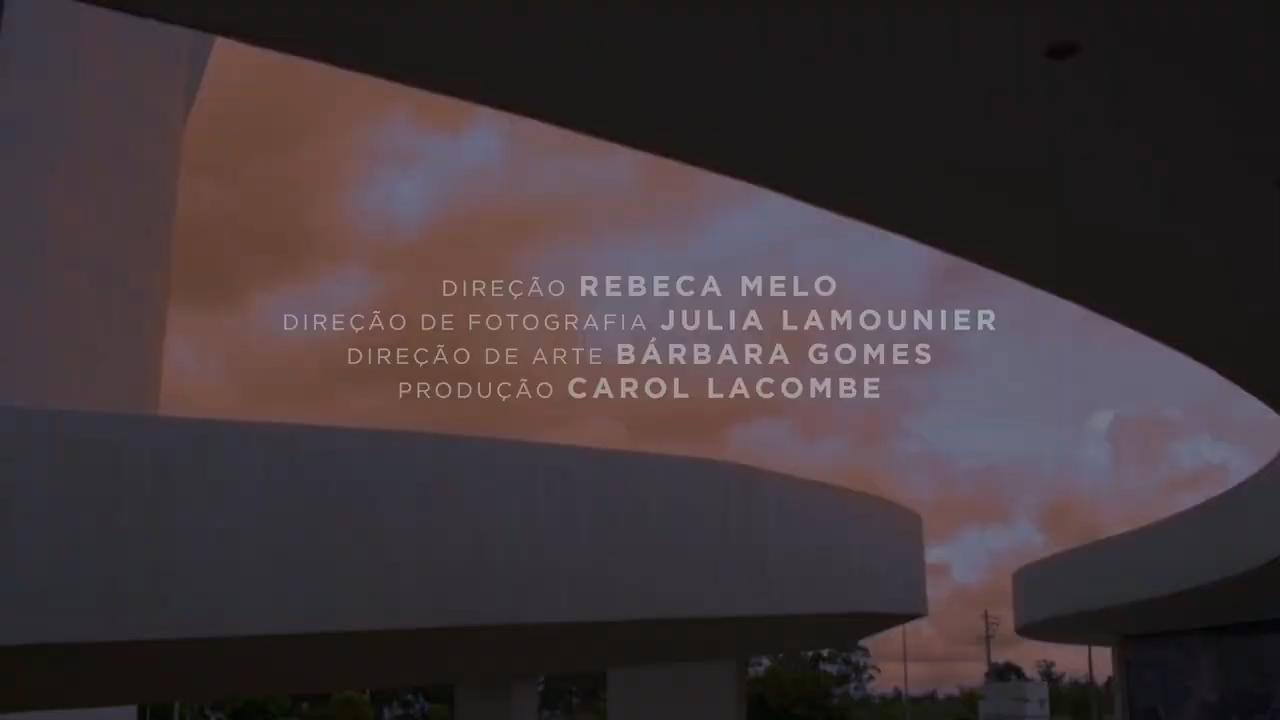 DIREÇÃO REBECA MELO
DIREÇÃO DE FOTOGRAFIA JULIA LAMOUNIER
DIREÇÃO DE ARTE BÁRBARA GOMES
PRODUÇÃO CAROL LACOMBE